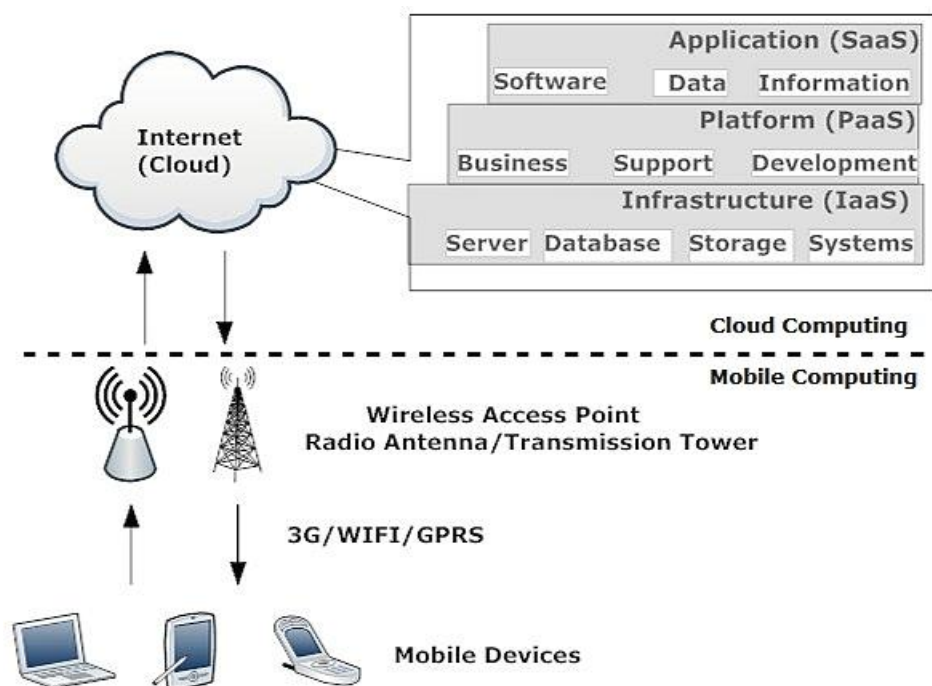 Application (SaaS)
Software Data Information
Platform (PaaS)
Business Support Development
Infrastructure (IaaS)
Server Database Storage Systems
Internet
(Cloud)
Cloud Computing
Mobile Computing
Wireless Access Point
Radio Antenna/Transmission Tower
3G/WIFI/GPRS
Mobile Devices